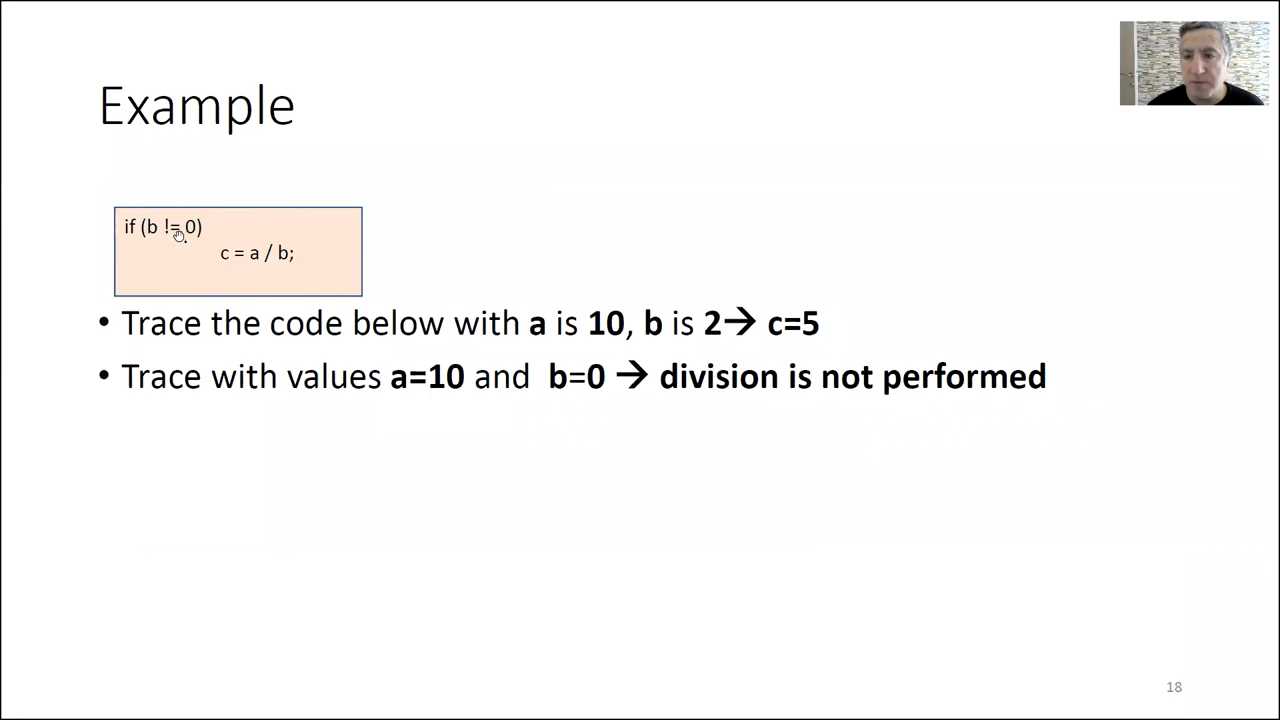 Example
if (b != 0)
c = a / b;
• Trace the code below with a is 10, b is 2→ c=5
• Trace with values a=10 and b=0 → division is not performed
18